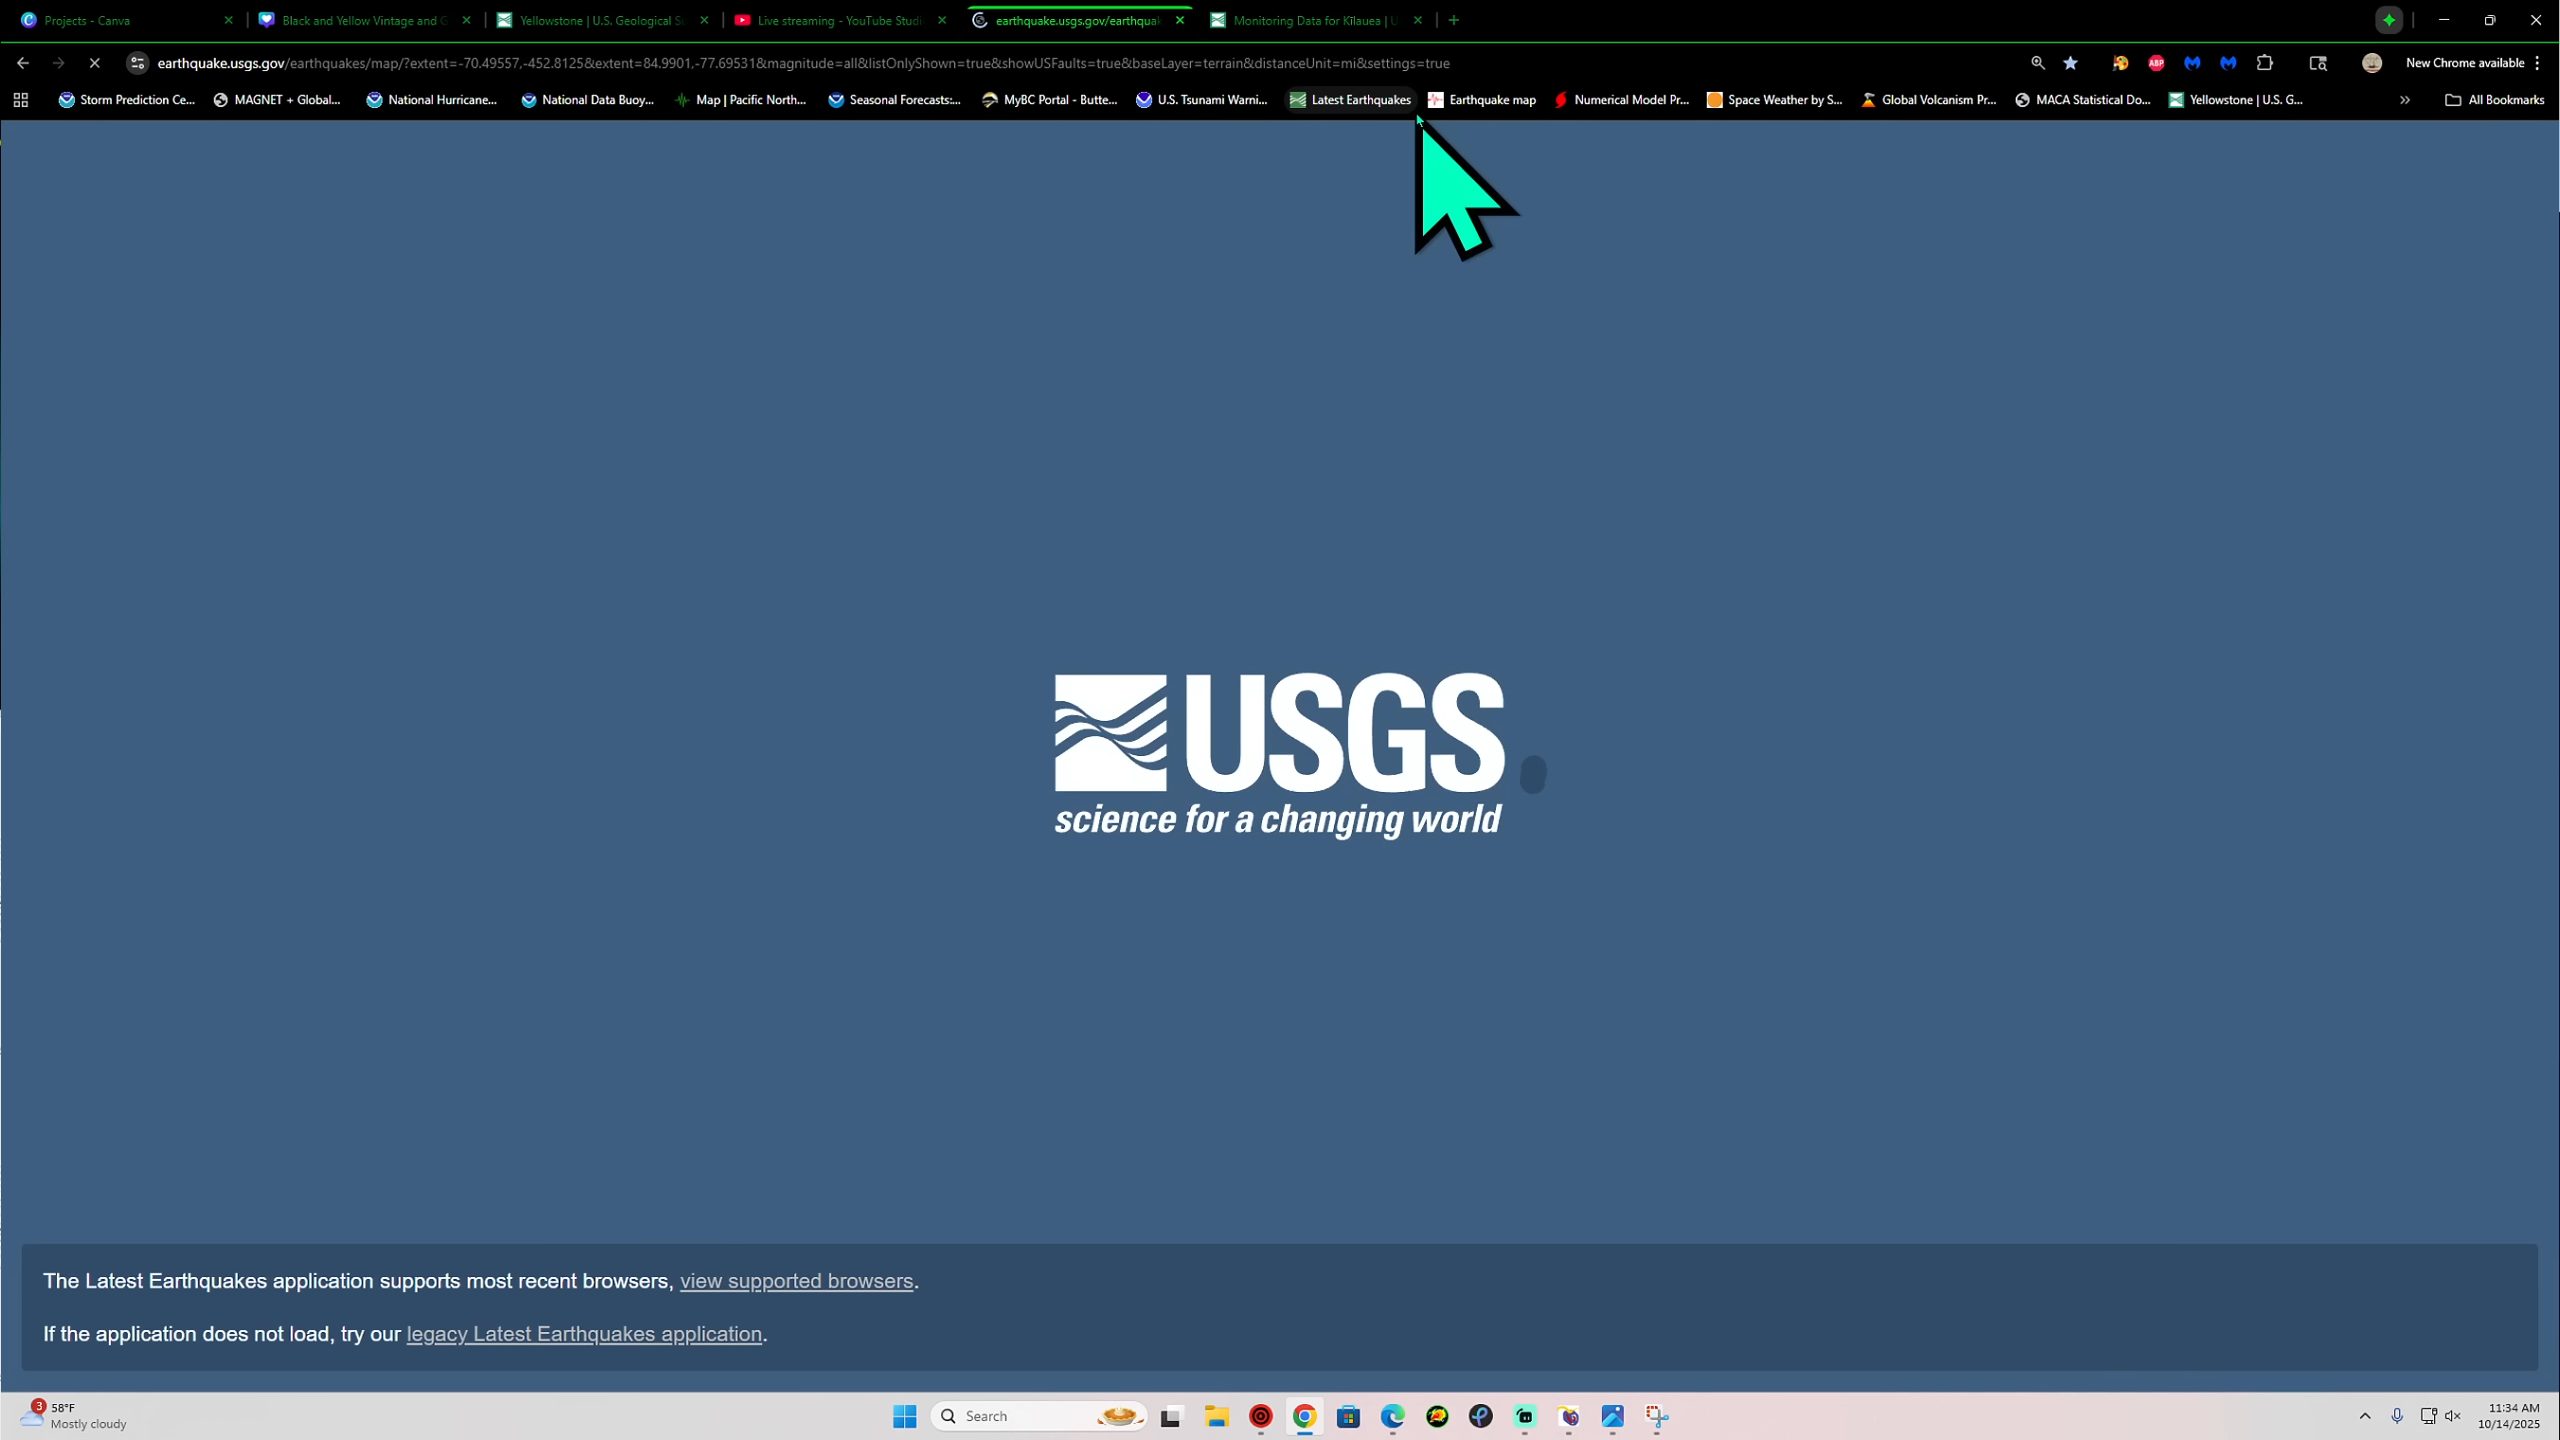 Projects - Canva
Black and Yellow Vintage and G
Yellowstone | U.S. Geological S
Live streaming - YouTube Studi
earthquake.usgs.gov/earthqua
Monitoring Data for Kīlauea | U
earthquake.usgs.gov/earthquakes/map/?extent=-70.49557,-452.8125&extent=84.9901,-77.69531&magnitude=all&listOnlyShown=true&showUSFaults=true&baseLayer=terrain&distanceUnit=mi&settings=true
ABP
New Chrome available
Storm Prediction Ce...
MAGNET + Global...
National Hurricane...
National Data Buoy...
Map | Pacific North...
Seasonal Forecasts:...
MyBC Portal - Butte...
U.S. Tsunami Warni...
Latest Earthquakes
Earthquake map
Numerical Model Pr...
Space Weather by S...
Global Volcanism Pr...
MACA Statistical Do...
Yellowstone | U.S. G...
All Bookmarks
USGS
science for a changing world
The Latest Earthquakes application supports most recent browsers, view supported browsers.
If the application does not load, try our legacy Latest Earthquakes application.
3
58°F
Mostly cloudy
Search
11:34 AM
10/14/2025